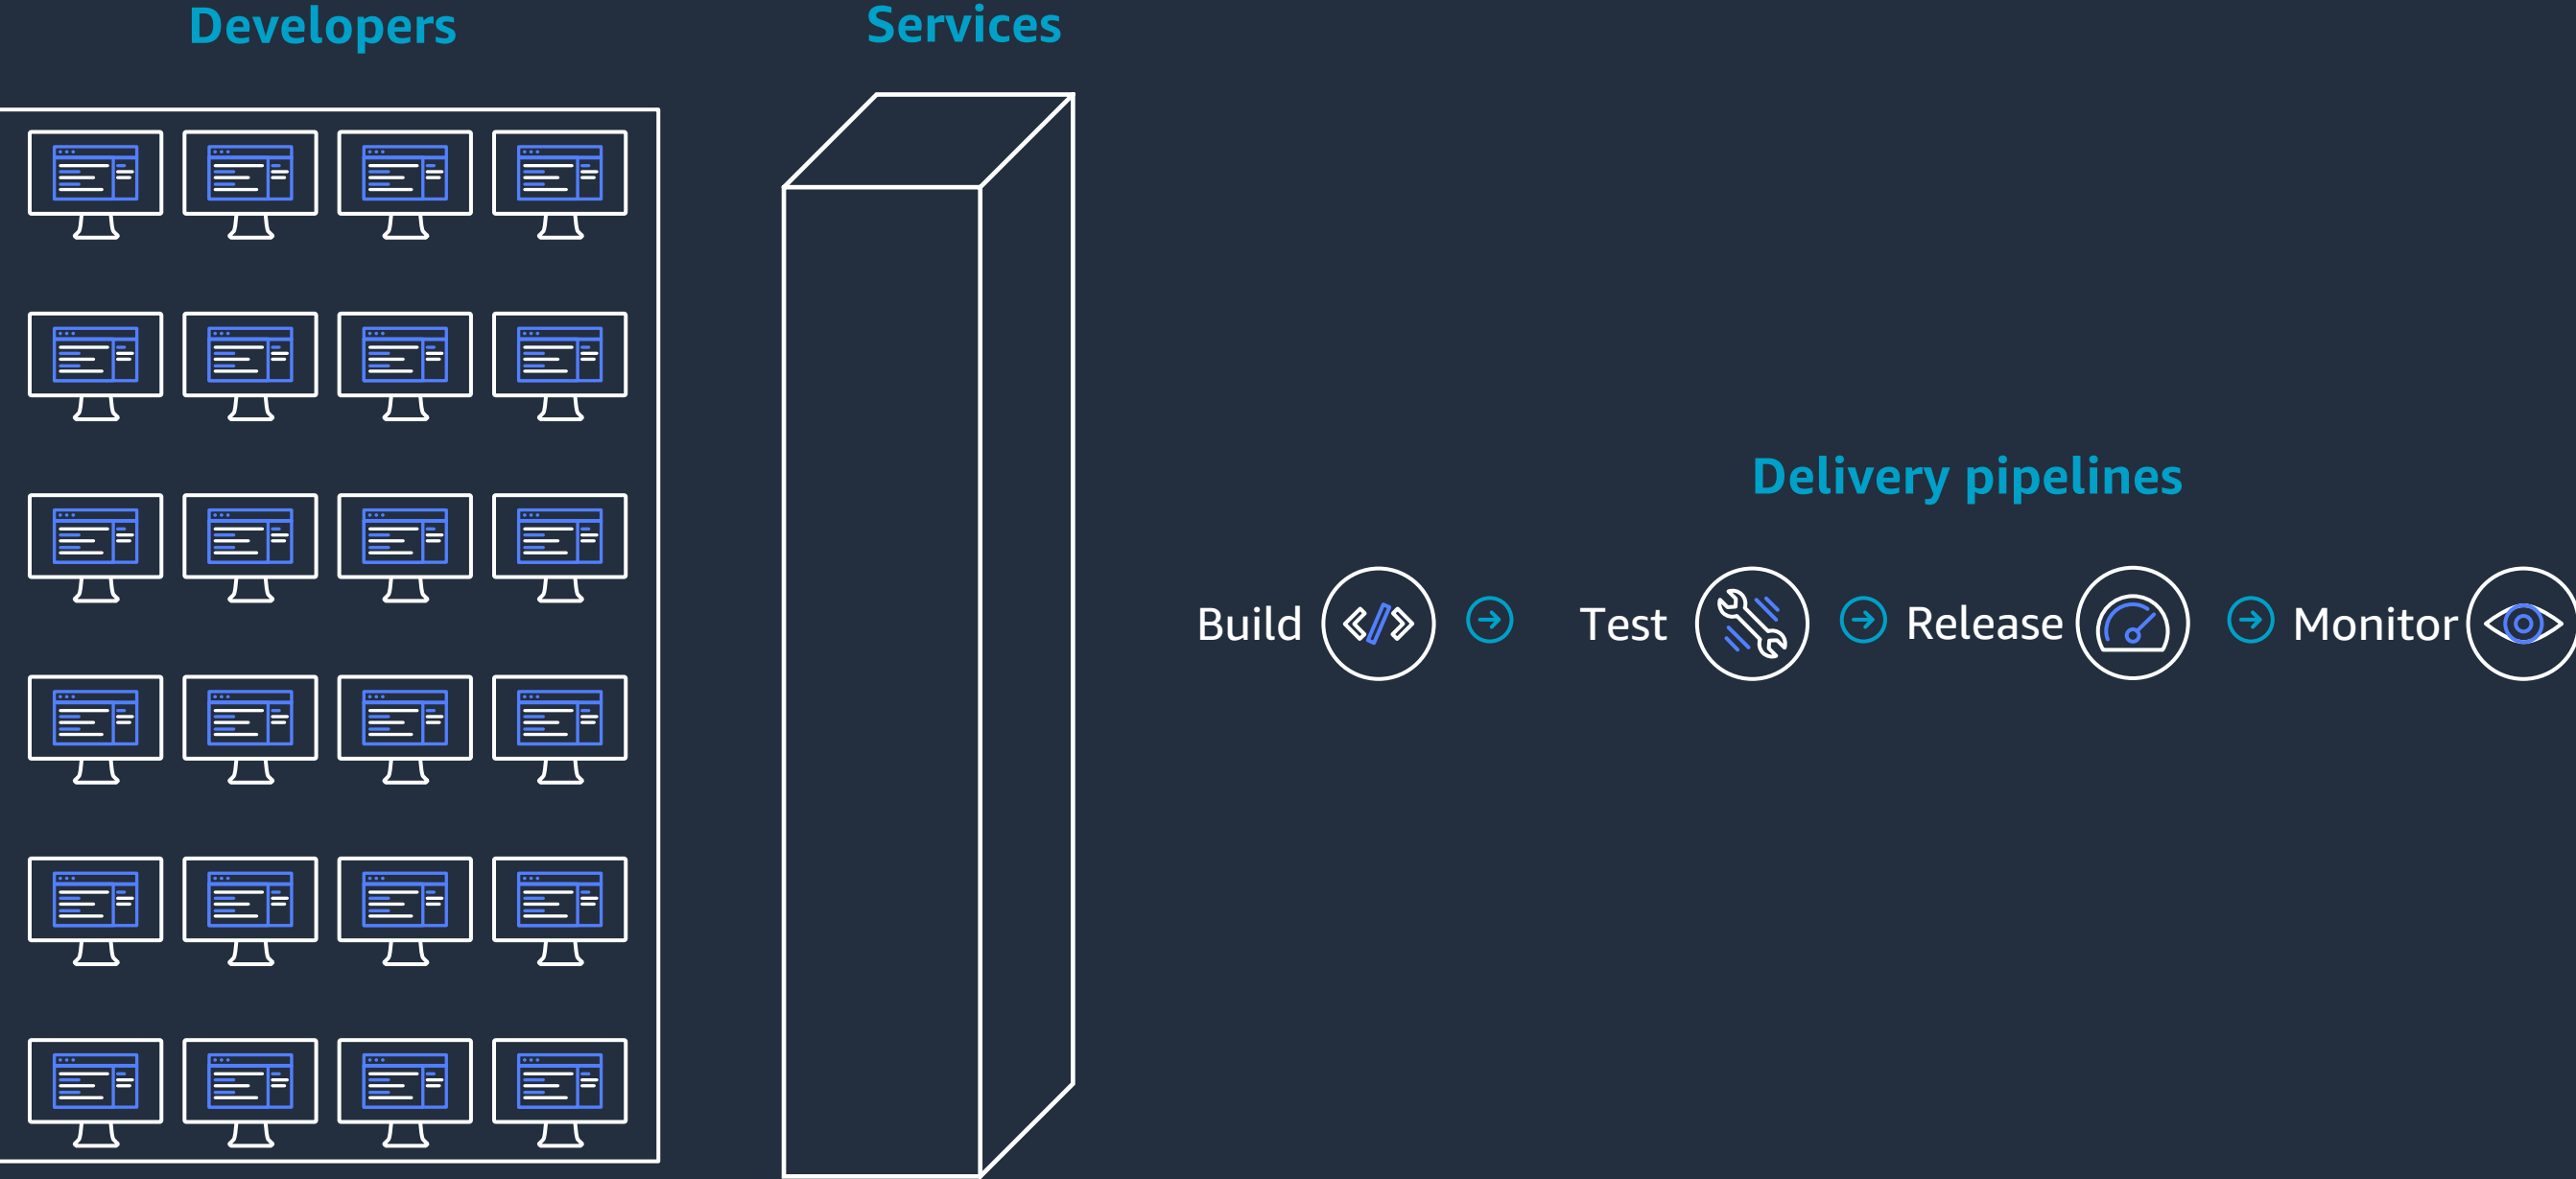 Developers
Services
Delivery pipelines
Build
Test
Release
Monitor